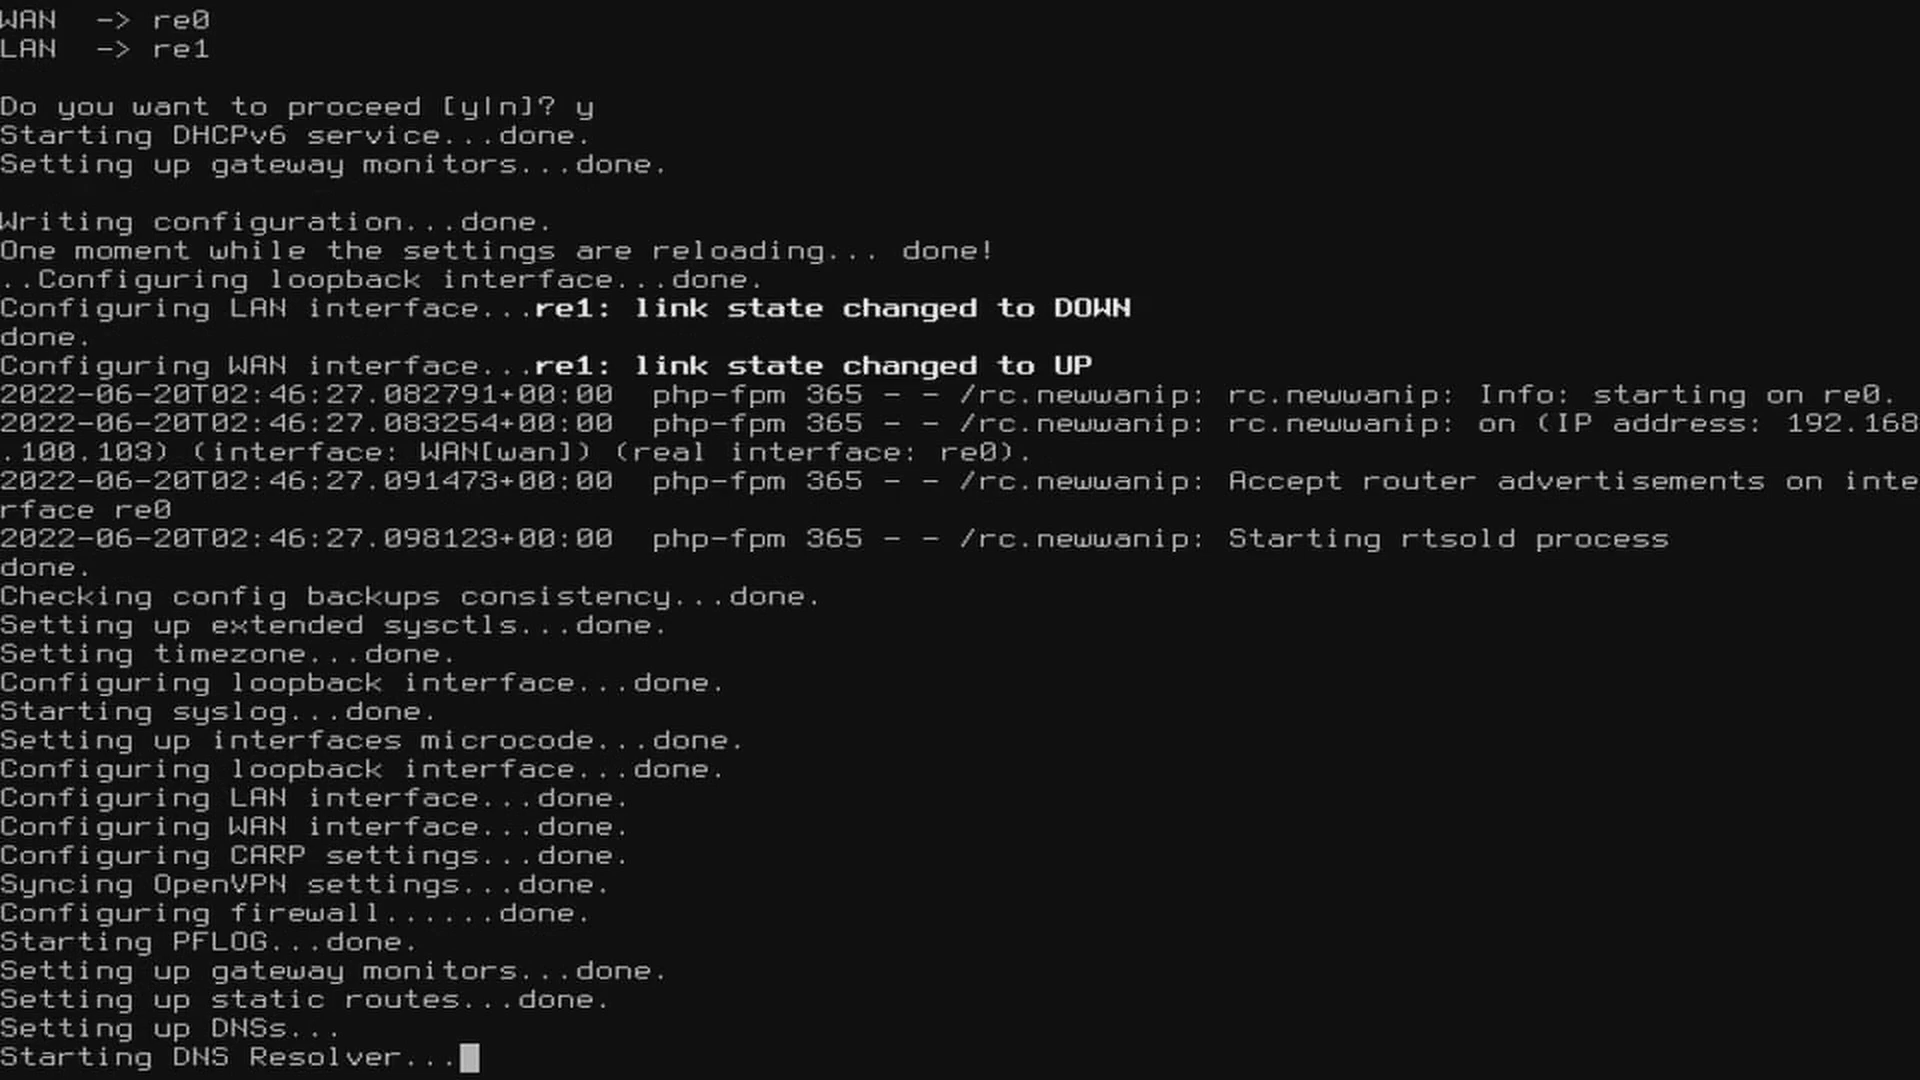 WAN  -> re0
LAN  -> re1
Do you want to proceed [y|n]? y
Starting DHCPv6 service...done.
Setting up gateway monitors...done.
Writing configuration...done.
One moment while the settings are reloading... done!
..Configuring loopback interface...done.
Configuring LAN interface...re1: link state changed to DOWN
done.
Configuring WAN interface...re1: link state changed to UP
2022-06-20T02:46:27.082791+00:00  php-fpm 365 - - /rc.newwanip: rc.newwanip: Info: starting on re0.
2022-06-20T02:46:27.083254+00:00  php-fpm 365 - - /rc.newwanip: rc.newwanip: on (IP address: 192.168
.100.103) (interface: WAN[wan]) (real interface: re0).
2022-06-20T02:46:27.091473+00:00  php-fpm 365 - - /rc.newwanip: Accept router advertisements on inte
rface re0
2022-06-20T02:46:27.098123+00:00  php-fpm 365 - - /rc.newwanip: Starting rtsold process
done.
Checking config backups consistency...done.
Setting up extended sysctls...done.
Setting timezone...done.
Configuring loopback interface...done.
Starting syslog...done.
Setting up interfaces microcode...done.
Configuring loopback interface...done.
Configuring LAN interface...done.
Configuring WAN interface...done.
Configuring CARP settings...done.
Syncing OpenVPN settings...done.
Configuring firewall......done.
Starting PFLOG...done.
Setting up gateway monitors...done.
Setting up static routes...done.
Setting up DNSs...
Starting DNS Resolver...